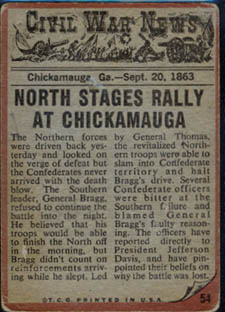 CIVIL WAR NEWS
Chickamauga, Ga.—Sept. 20, 1863
NORTH STAGES RALLY
AT CHICKAMAUGA
The Northern forces
were driven back yes-
terday and looked on
the verge of defeat but
the Confederates never
arrived with the death
blow. The Southern
leader, General Bragg,
refused to continue the
battle into the night.
He believed that his
troops would be able
to finish the North off
in the morning, but
Bragg didn't count on
reinforcements arriv-
ing while he slept. Led
by General Thomas,
the revitalized North-
ern troops were able to
slam into Confederate
territory and halt
Bragg's drive. Several
Confederate officers
were bitter at the
Southern failure and
blamed General
Bragg's faulty reason-
ing. The officers have
reported directly to
President Jefferson
Davis, and have pin-
pointed their beliefs on
why the battle was lost.
©T.C.G. PRINTED IN U.S.A.
54